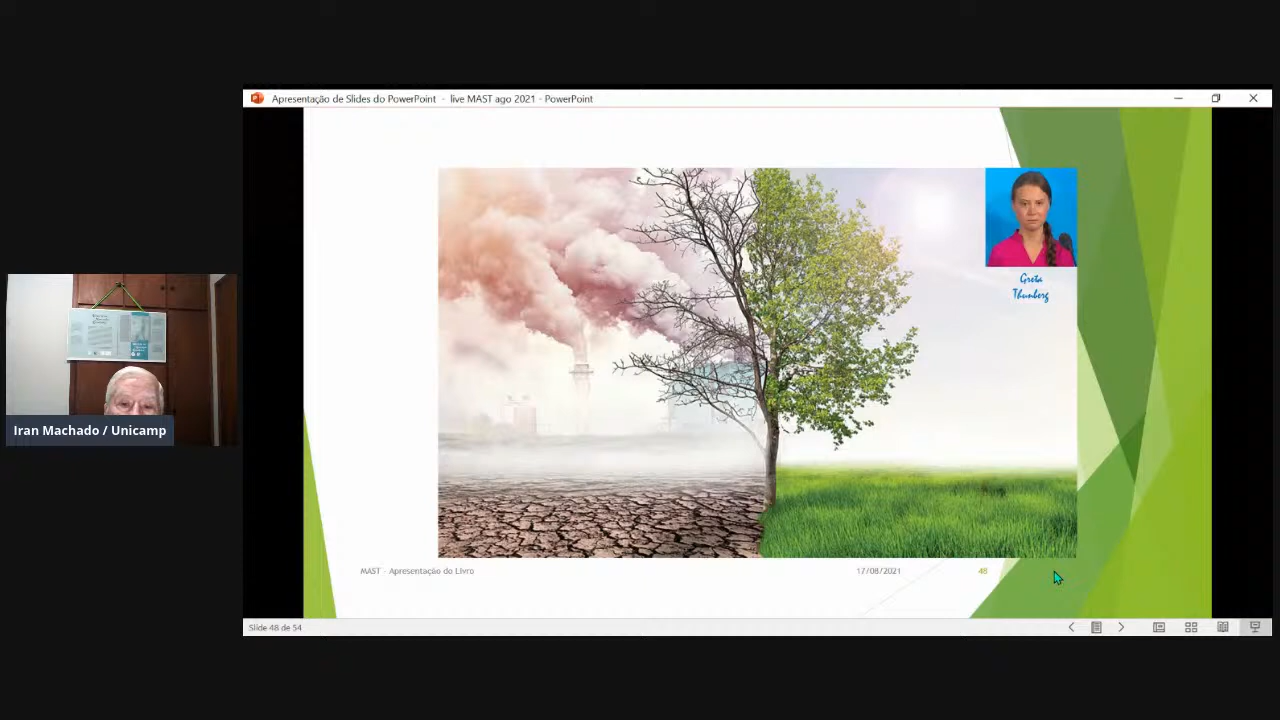 Apresentação de Slides do PowerPoint - live MAST ago 2021 - PowerPoint
Greta
Thunberg
Iran Machado / Unicamp
MAST - Apresentação do Livro
17/08/2021
48
Slide 48 de 54